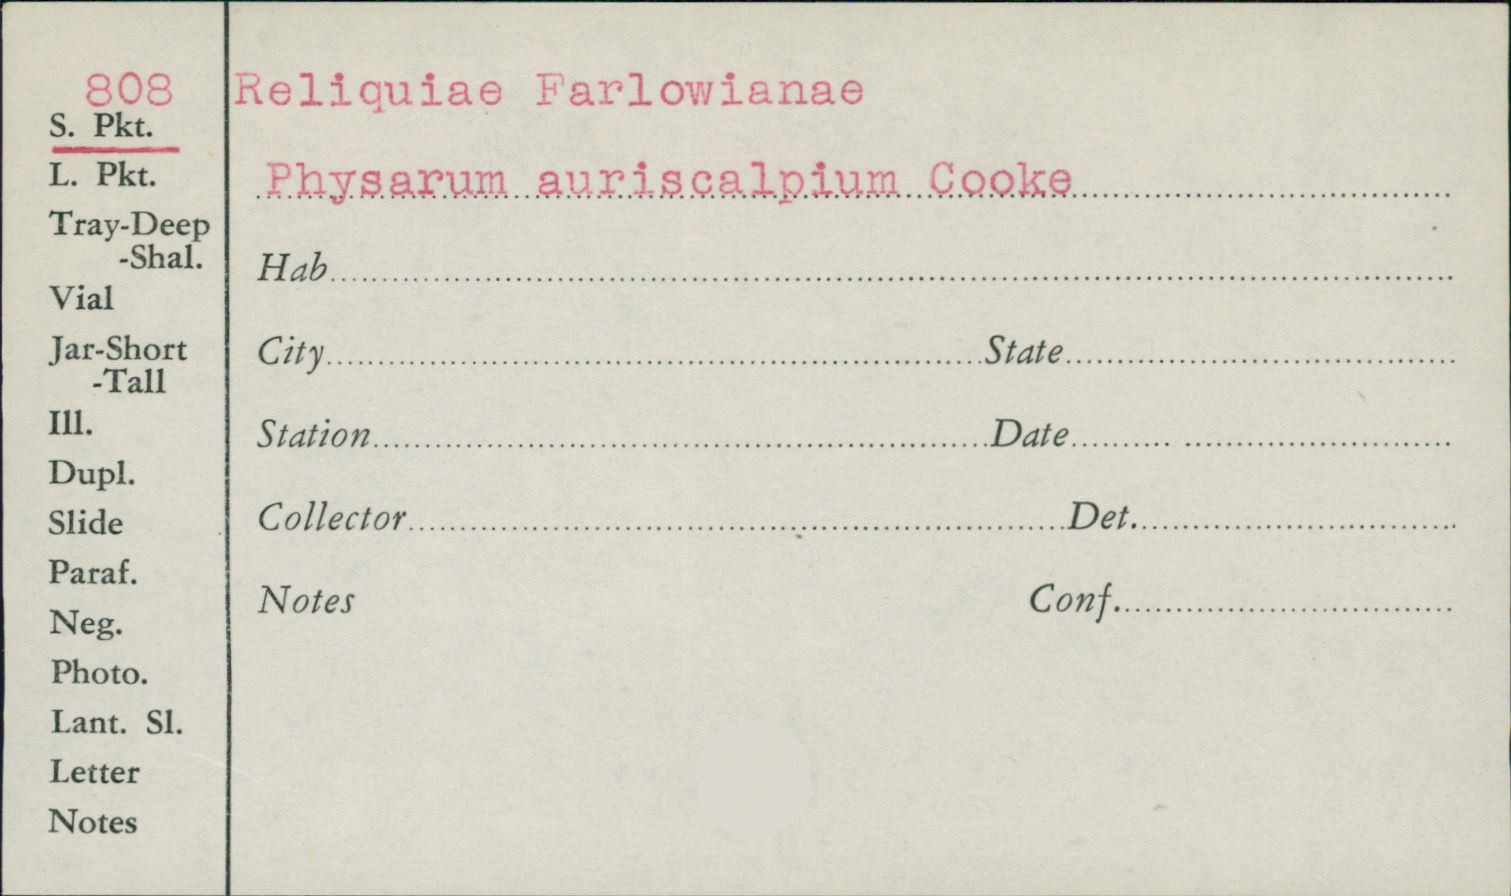 808 Reliquiae Farlowianae
S. Pkt.
L. Pkt.
Physarum auriscalpium Cooke
Tray-Deep
-Shal.
Hab
Vial
Jar-Short
City State
-Tall
Ill.
Station Date
Dupl.
Slide
Collector Det.
Paraf.
Neg.
Notes Conf.
Photo.
Lant. Sl.
Letter
Notes